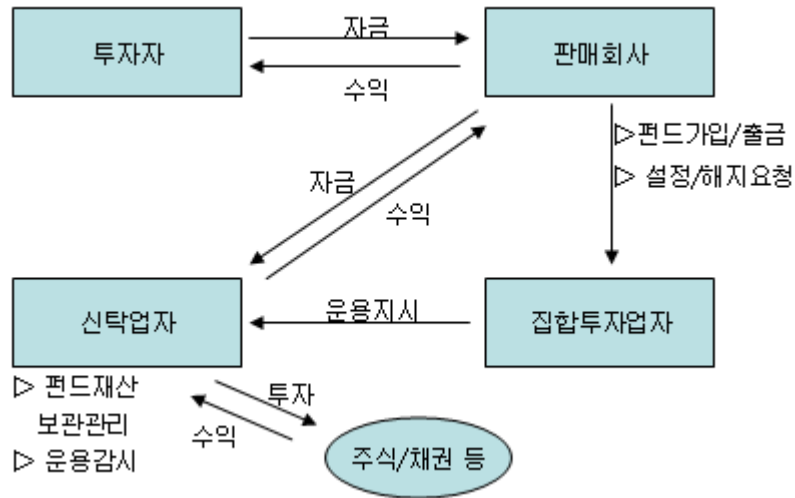 투자자
자금
수익
판매회사
▷펀드가입/출금
▷ 설정/해지요청
자금
수익
신탁업자
운용지시
집합투자업자
▷ 펀드재산
보관관리
▷ 운용감시
투자
수익
주식/채권 등